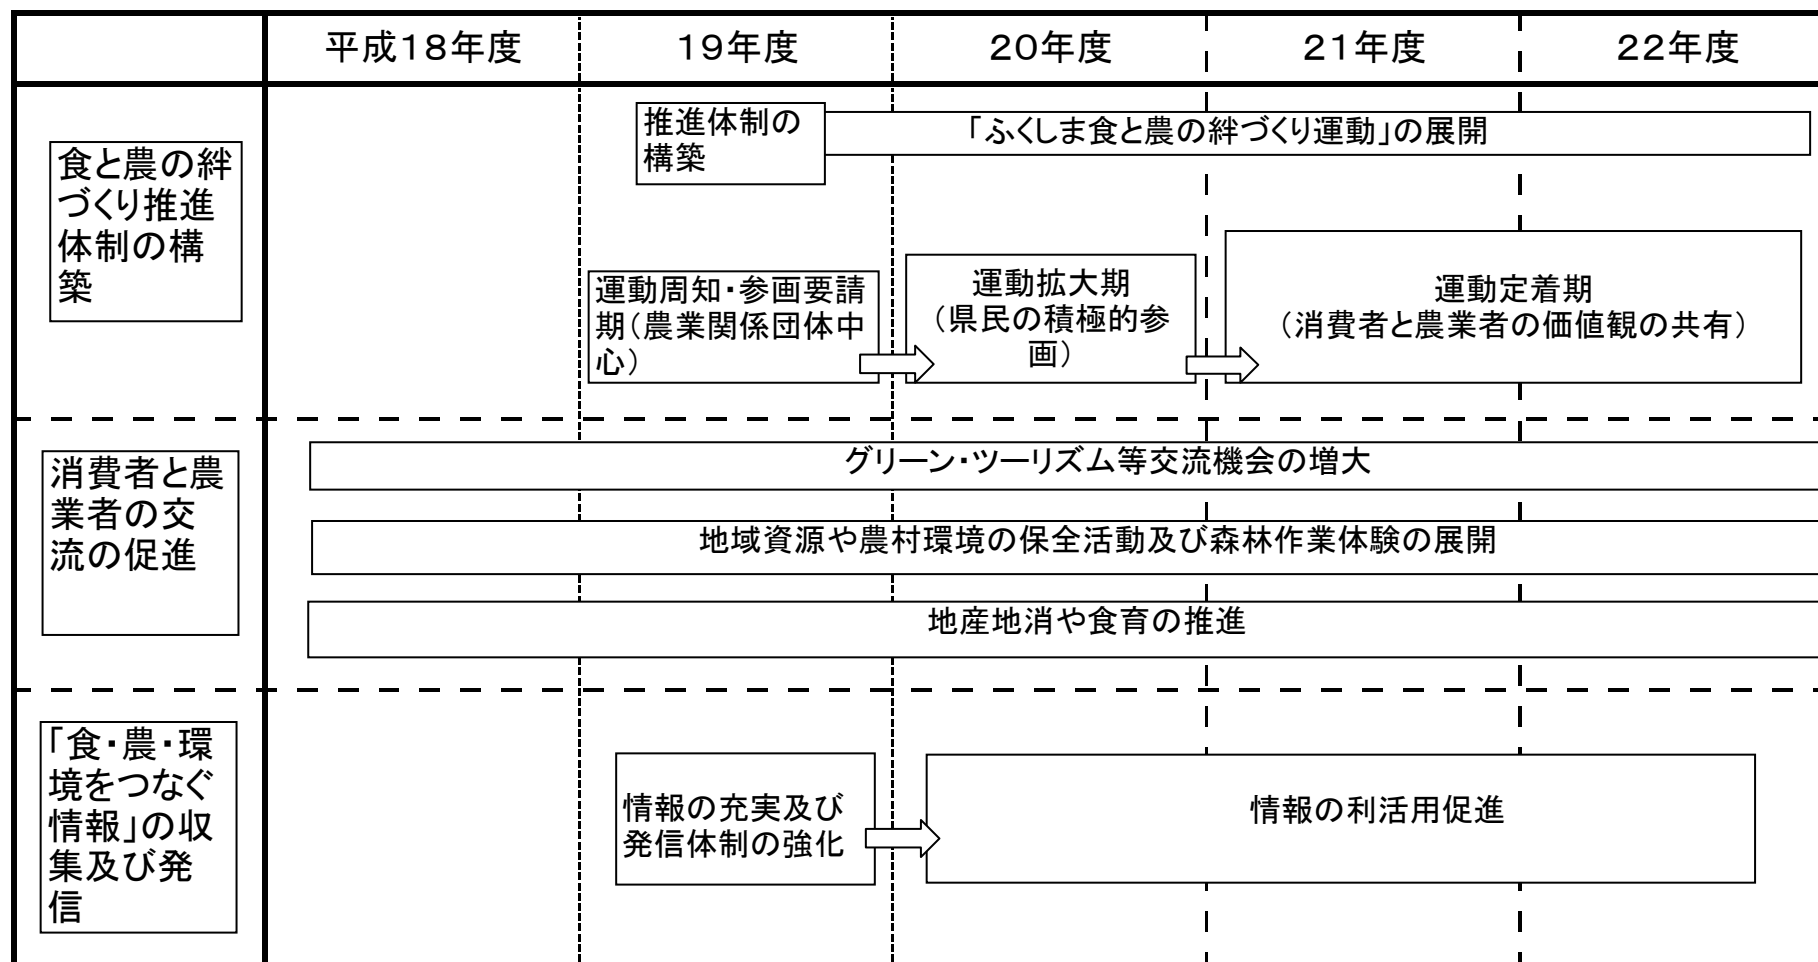 平成18年度 19年度 20年度 21年度 22年度
食と農の絆
づくり推進
体制の構
築
推進体制の
構築
「ふくしま食と農の絆づくり運動」の展開
運動周知・参画要請
期(農業関係団体中
心)
運動拡大期
(県民の積極的参
画)
運動定着期
(消費者と農業者の価値観の共有)
消費者と農
業者の交
流の促進
グリーン・ツーリズム等交流機会の増大
地域資源や農村環境の保全活動及び森林作業体験の展開
地産地消や食育の推進
「食・農・環
境をつなぐ
情報」の収
集及び発
信
情報の充実及び
発信体制の強化
情報の利活用促進